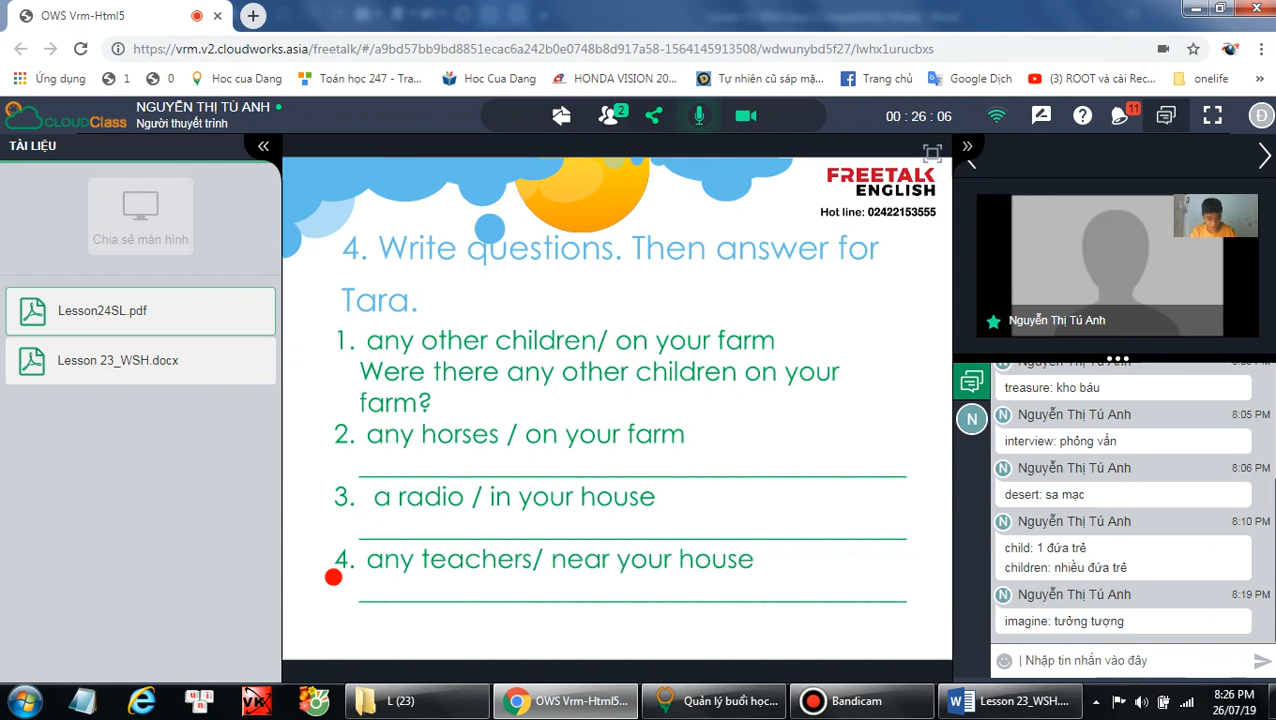 OWS Vrm-Html5
https://vrm.v2.cloudworks.asia/freetalk/#/a9bd57bb9bd8851ecac6a242b0e0748b8d917a58-1564145913508/wdwunybd5f27/lwhx1urucbxs
Ứng dụng 1 0 Hoc cua Dang Toán học 247 - Tra... Học Cua Dang HONDA VISION 20... Tự nhiên cũ sáp mặ... Trang chủ Google Dịch (3) ROOT và cài Rec... onelife »
CLOUDClass
NGUYỄN THỊ TÚ ANH
Người thuyết trình
2
00 : 26 : 06
11
Đ
TÀI LIỆU
Chia sẻ màn hình
Lesson24SL.pdf
Lesson 23_WSH.docx
FREETALK
ENGLISH
Hot line: 02422153555
4. Write questions. Then answer for
Tara.
1. any other children/ on your farm
Were there any other children on your
farm?
2. any horses / on your farm
3. a radio / in your house
4. any teachers/ near your house
Nguyễn Thị Tú Anh
treasure: kho báu
N Nguyễn Thị Tú Anh 8:05 PM
interview: phỏng vấn
N Nguyễn Thị Tú Anh 8:06 PM
desert: sa mạc
N Nguyễn Thị Tú Anh 8:10 PM
child: 1 đứa trẻ
children: nhiều đứa trẻ
N Nguyễn Thị Tú Anh 8:19 PM
imagine: tưởng tượng
N
Nhập tin nhắn vào đây
L (23)
OWS Vrm-Html5...
Quản lý buổi học...
Bandicam
Lesson 23_WSH....
8:26 PM
26/07/19